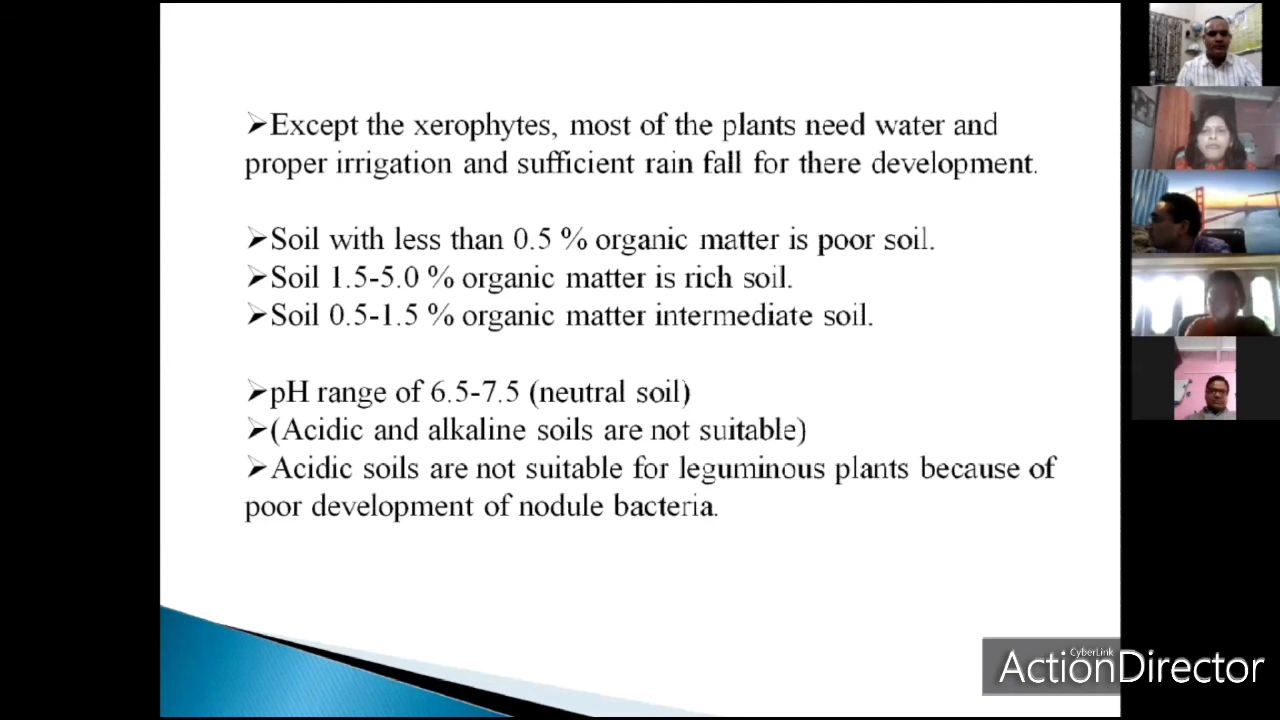 ➢Except the xerophytes, most of the plants need water and
proper irrigation and sufficient rain fall for there development.
➢Soil with less than 0.5 % organic matter is poor soil.
➢Soil 1.5-5.0 % organic matter is rich soil.
➢Soil 0.5-1.5 % organic matter intermediate soil.
➢pH range of 6.5-7.5 (neutral soil)
➢(Acidic and alkaline soils are not suitable)
➢Acidic soils are not suitable for leguminous plants because of
poor development of nodule bacteria.
CyberLink
ActionDirector